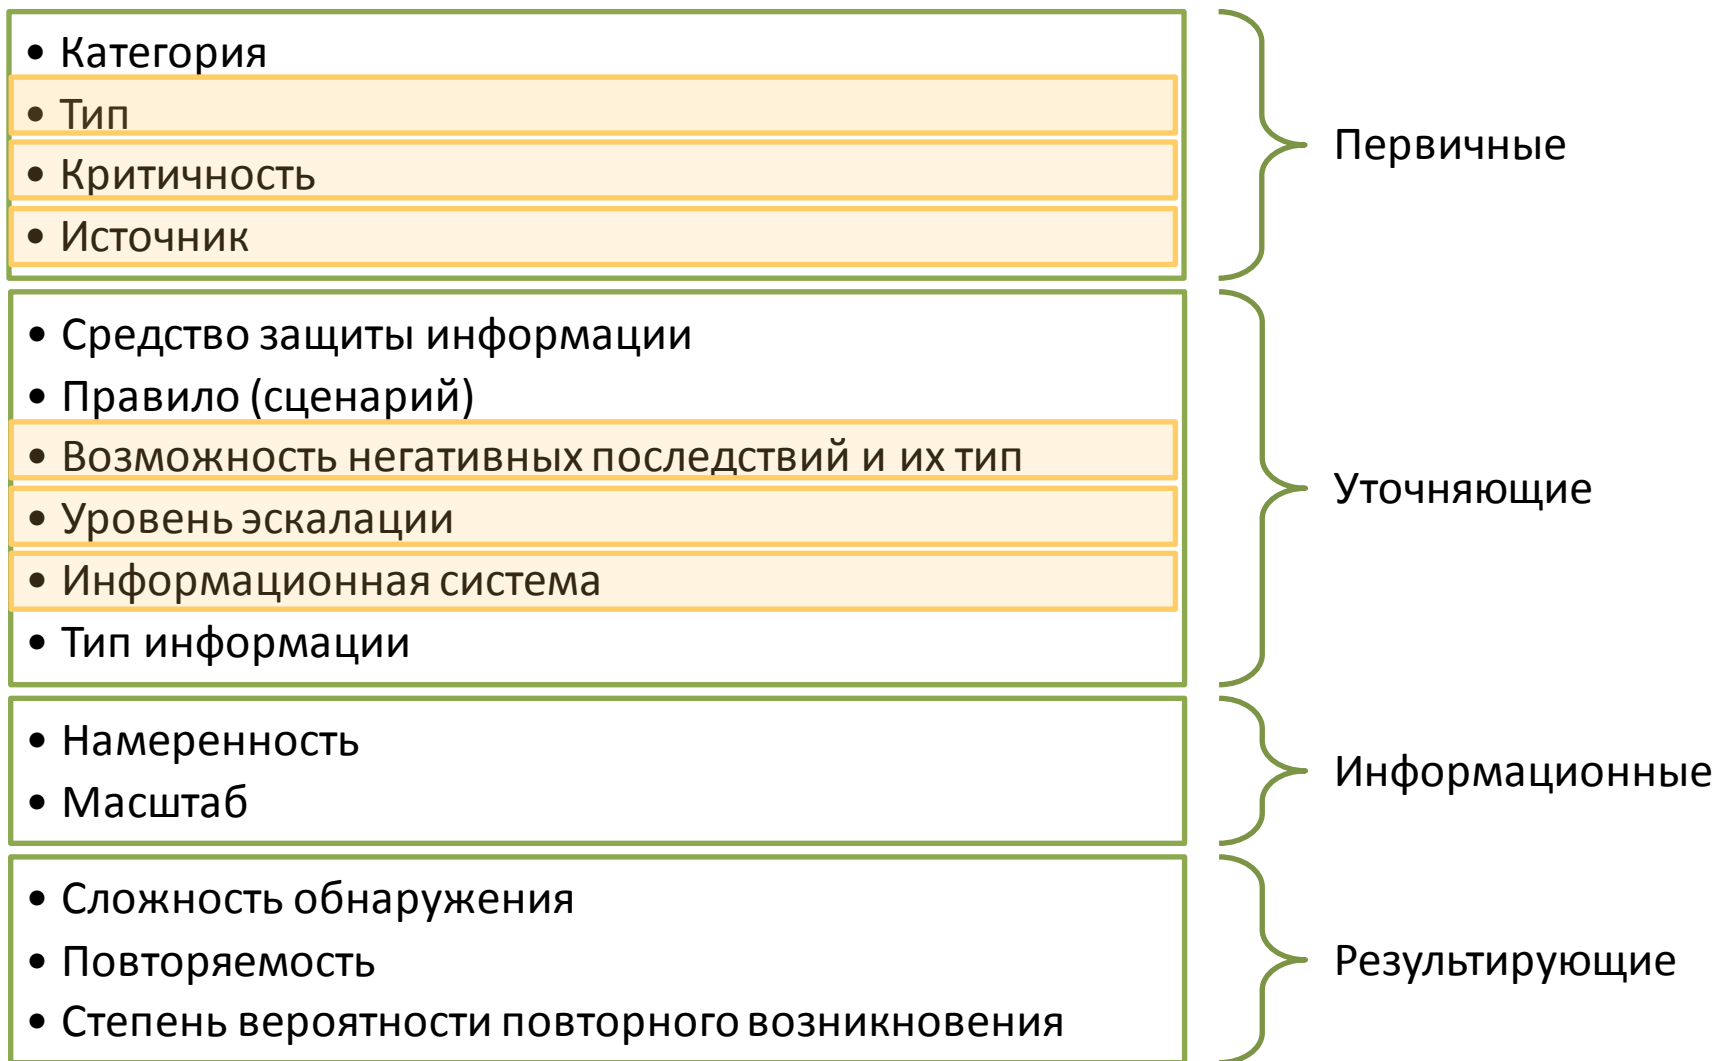 • Категория
• Тип
• Критичность
• Источник
Первичные
• Средство защиты информации
• Правило (сценарий)
• Возможность негативных последствий и их тип
• Уровень эскалации
• Информационная система
• Тип информации
Уточняющие
• Намеренность
• Масштаб
Информационные
• Сложность обнаружения
• Повторяемость
• Степень вероятности повторного возникновения
Результирующие